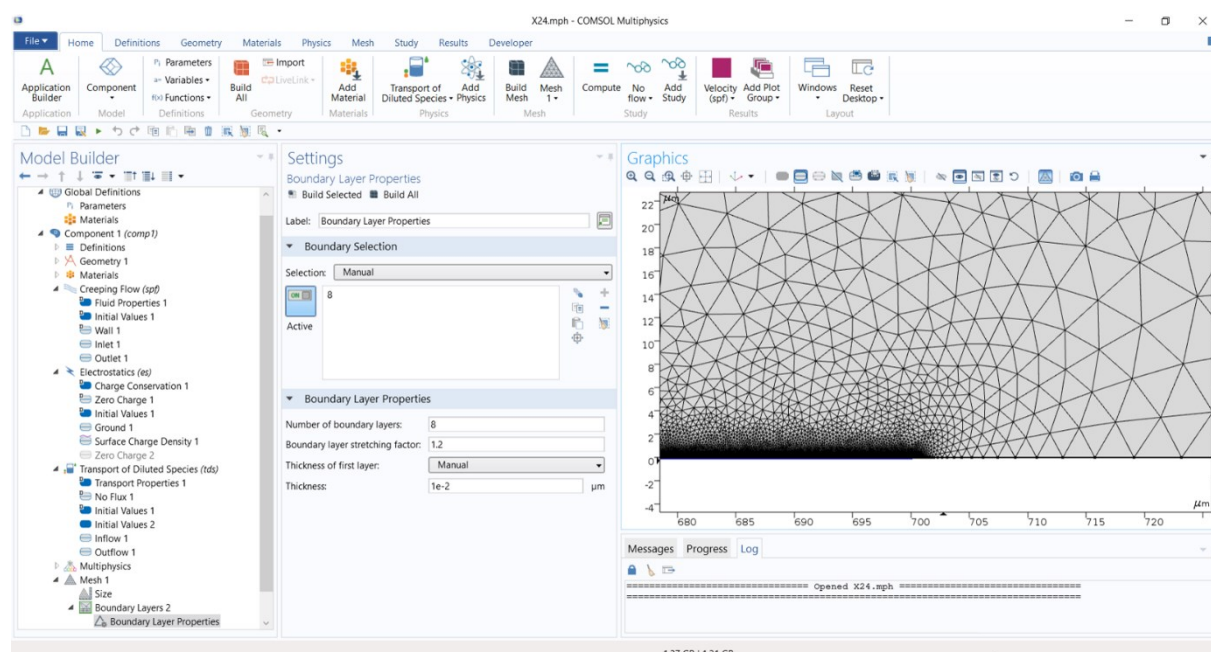 X24.mph - COMSOL Multiphysics
File Home Definitions Geometry Materials Physics Mesh Study Results Developer
Application Builder
Component
Pi Parameters
a= Variables
f(x) Functions
Build All
Import
LiveLink
Add Material
Transport of Diluted Species
Add Physics
Build Mesh
Mesh 1
Compute
No flow
Add Study
Velocity (spf)
Add Plot Group
Windows
Reset Desktop
Application Model Definitions Geometry Materials Physics Mesh Study Results Layout
Model Builder
Global Definitions
Pi Parameters
Materials
Component 1 (comp1)
Definitions
Geometry 1
Materials
Creeping Flow (spf)
Fluid Properties 1
Initial Values 1
Wall 1
Inlet 1
Outlet 1
Electrostatics (es)
Charge Conservation 1
Zero Charge 1
Initial Values 1
Ground 1
Surface Charge Density 1
Zero Charge 2
Transport of Diluted Species (tds)
Transport Properties 1
No Flux 1
Initial Values 1
Initial Values 2
Inflow 1
Outflow 1
Multiphysics
Mesh 1
Size
Boundary Layers 2
Boundary Layer Properties
Settings
Boundary Layer Properties
Build Selected Build All
Label: Boundary Layer Properties
Boundary Selection
Selection: Manual
ON
8
Active
Boundary Layer Properties
Number of boundary layers: 8
Boundary layer stretching factor: 1.2
Thickness of first layer: Manual
Thickness: 1e-2 μm
Graphics
22 μm
20
18
16
14
12
10
8
6
4
2
0
-2
-4
μm
680 685 690 695 700 705 710 715 720
Messages Progress Log
================================ Opened X24.mph ==============================